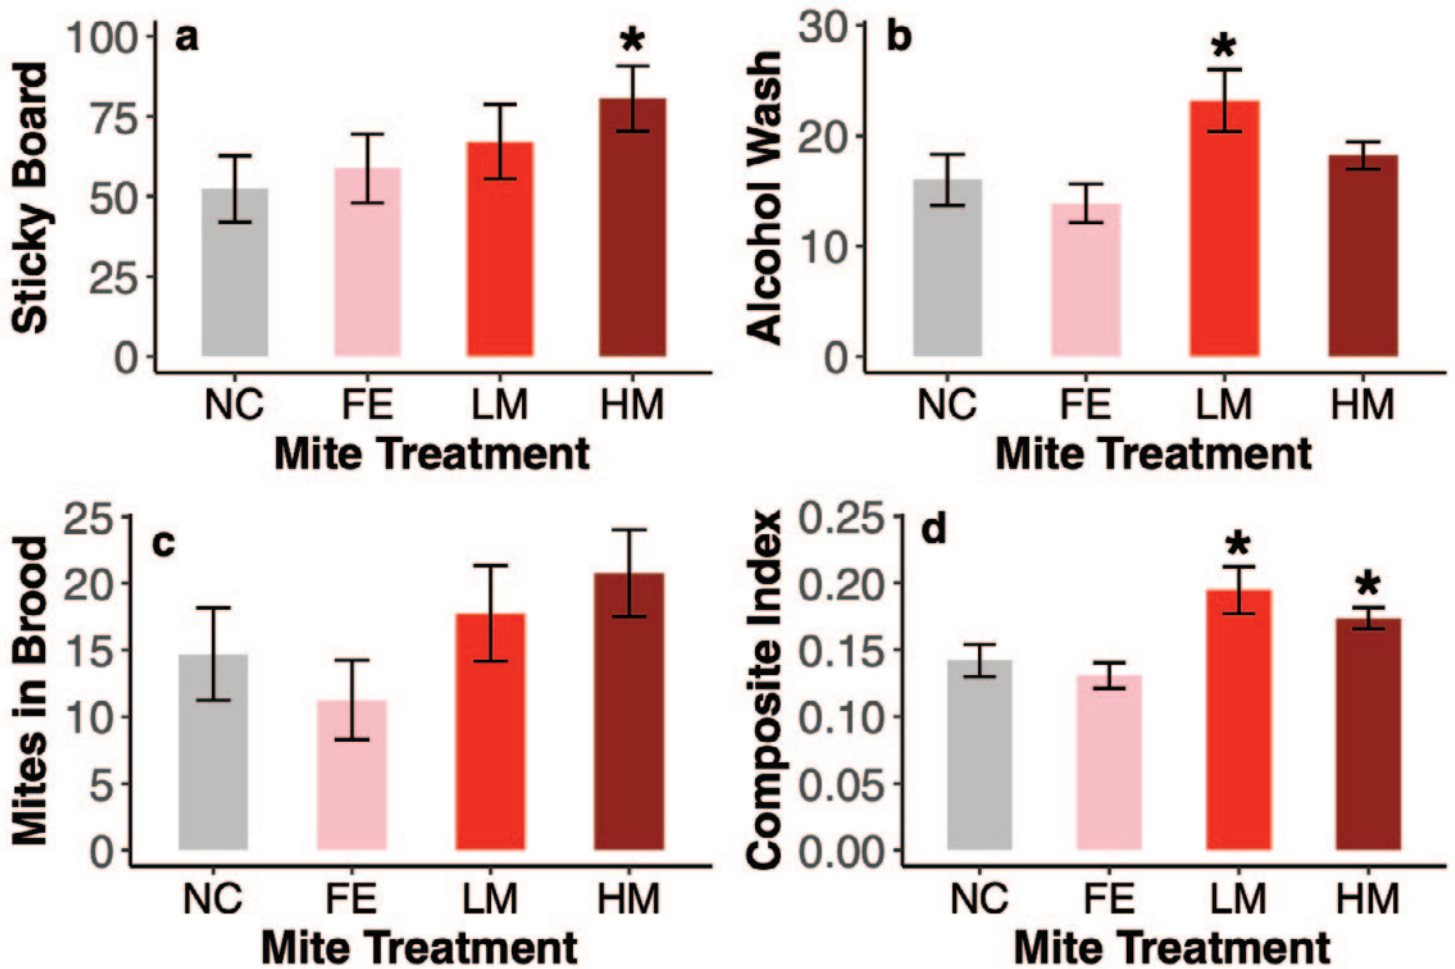 a
Sticky Board
100
75
50
25
0
*
NC FE LM HM
Mite Treatment
b
Alcohol Wash
30
20
10
0
*
NC FE LM HM
Mite Treatment
c
Mites in Brood
25
20
15
10
5
0
NC FE LM HM
Mite Treatment
d
Composite Index
0.25
0.20
0.15
0.10
0.05
0.00
*
*
NC FE LM HM
Mite Treatment